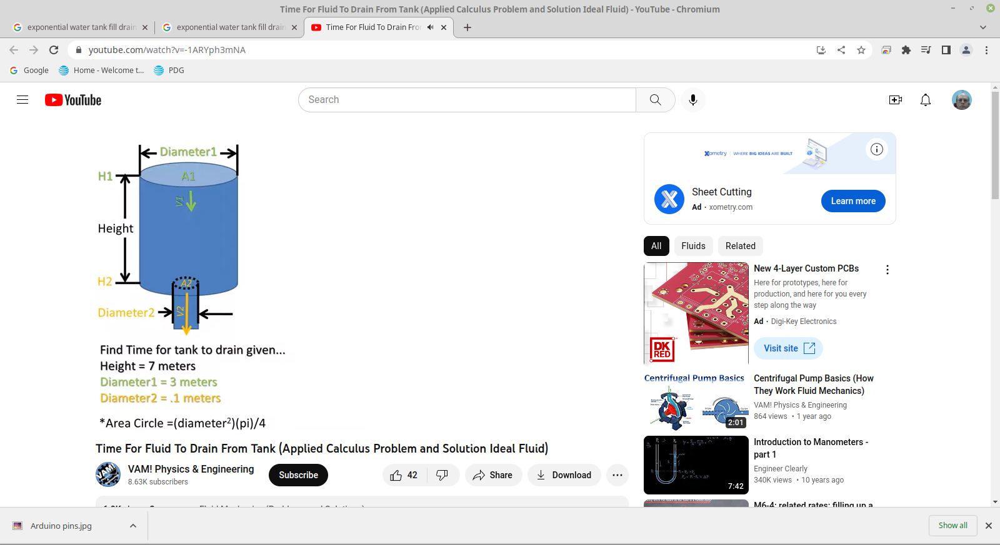 Time For Fluid To Drain From Tank (Applied Calculus Problem and Solution Ideal Fluid) - YouTube - Chromium
exponential water tank fill drain
exponential water tank fill drain
Time For Fluid To Drain From
youtube.com/watch?v=-1ARYph3mNA
Google
Home - Welcome t...
PDG
YouTube
Search
Diameter1
H1
A1
V1
Height
H2
A2
Diameter2
V2
Find Time for tank to drain given...
Height = 7 meters
Diameter1 = 3 meters
Diameter2 = .1 meters
*Area Circle =(diameter²)(pi)/4
Time For Fluid To Drain From Tank (Applied Calculus Problem and Solution Ideal Fluid)
VAM! Physics & Engineering
8.63K subscribers
Subscribe
42
Share
Download
Xometry | WHERE BIG IDEAS ARE BUILT
Sheet Cutting
Ad · xometry.com
Learn more
All
Fluids
Related
DK
RED
New 4-Layer Custom PCBs
Here for prototypes, here for
production, and here for you every
step along the way
Ad · Digi-Key Electronics
Visit site
Centrifugal Pump Basics
2:01
Centrifugal Pump Basics (How
They Work Fluid Mechanics)
VAM! Physics & Engineering
864 views • 1 year ago
7:42
Introduction to Manometers -
part 1
Engineer Clearly
340K views • 10 years ago
M6-4: related rates: filling up a
Arduino pins.jpg
Show all